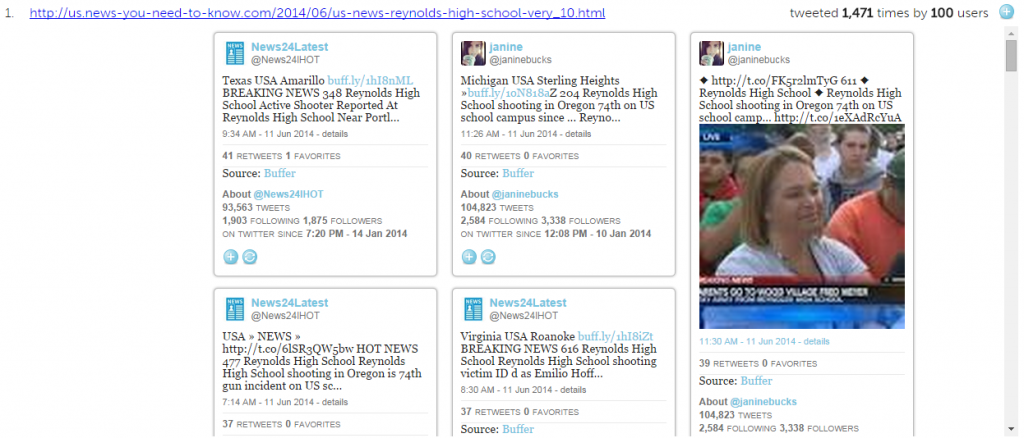 1. http://us.news-you-need-to-know.com/2014/06/us-news-reynolds-high-school-very_10.html
tweeted 1,471 times by 100 users
NEWS
News24Latest
@News24IHOT
Texas USA Amarillo buff.ly/1hI8nML
BREAKING NEWS 348 Reynolds High
School Active Shooter Reported At
Reynolds High School Near Portl...
9:34 AM - 11 Jun 2014 - details
41 RETWEETS 1 FAVORITES
Source: Buffer
About @News24IHOT
93,563 TWEETS
1,903 FOLLOWING 1,875 FOLLOWERS
ON TWITTER SINCE 7:20 PM - 14 Jan 2014
janine
@janinebucks
Michigan USA Sterling Heights
»buff.ly/1oN818aZ 204 Reynolds High
School shooting in Oregon 74th on US
school campus since ... Reyno...
11:26 AM - 11 Jun 2014 - details
40 RETWEETS 0 FAVORITES
Source: Buffer
About @janinebucks
104,823 TWEETS
2,584 FOLLOWING 3,338 FOLLOWERS
ON TWITTER SINCE 12:08 PM - 10 Jan 2014
janine
@janinebucks
◆ http://t.co/FK5r2lmTyG 611 ◆
Reynolds High School ◆ Reynolds High
School shooting in Oregon 74th on US
school camp... http://t.co/1eXAdRcYuA
LIVE
BREAKING NEWS
RENTS GO TO WOOD VILLAGE FRED MEYER
AWAY FROM REYNOLDS HIGH SCHOOL
11:30 AM - 11 Jun 2014 - details
39 RETWEETS 0 FAVORITES
Source: Buffer
About @janinebucks
104,823 TWEETS
2,584 FOLLOWING 3,338 FOLLOWERS
NEWS
News24Latest
@News24IHOT
USA » NEWS »
http://t.co/6lSR3QW5bw HOT NEWS
477 Reynolds High School Reynolds
High School shooting in Oregon is 74th
gun incident on US sc...
7:14 AM - 11 Jun 2014 - details
37 RETWEETS 0 FAVORITES
NEWS
News24Latest
@News24IHOT
Virginia USA Roanoke buff.ly/1hI8iZt
BREAKING NEWS 616 Reynolds High
School Reynolds High School shooting
victim ID d as Emilio Hoff...
8:30 AM - 11 Jun 2014 - details
37 RETWEETS 0 FAVORITES
Source: Buffer